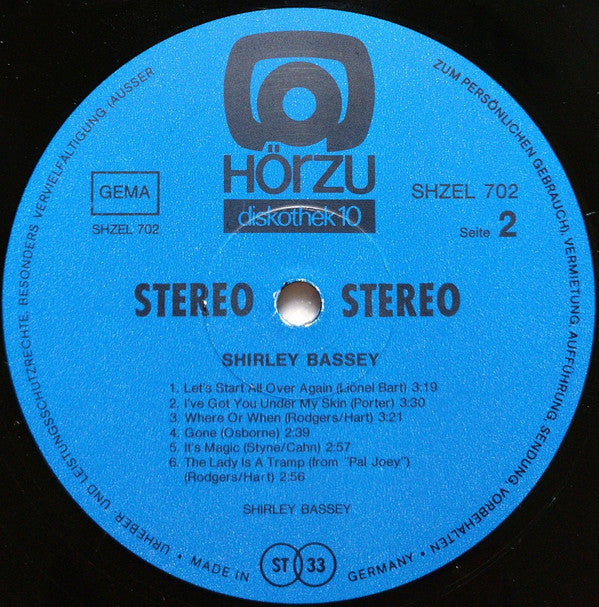 HÖRZU
diskothek 10
GEMA
SHZEL 702
SHZEL 702
Seite 2
STEREO STEREO
SHIRLEY BASSEY
1. Let's Start All Over Again (Lionel Bart) 3:19
2. I've Got You Under My Skin (Porter) 3:30
3. Where Or When (Rodgers/Hart) 3:21
4. Gone (Osborne) 2:39
5. It's Magic (Styne/Cahn) 2:57
6. The Lady Is A Tramp (from "Pal Joey")
(Rodgers/Hart) 2:56
SHIRLEY BASSEY
ST 33
URHEBER- UND LEISTUNGSSCHUTZRECHTE, BESONDERS VERVIELFÄLTIGUNG (AUSSER ZUM PERSÖNLICHEN GEBRAUCH), VERMIETUNG, AUFFÜHRUNG, SENDUNG, VORBEHALTEN • MADE IN GERMANY •